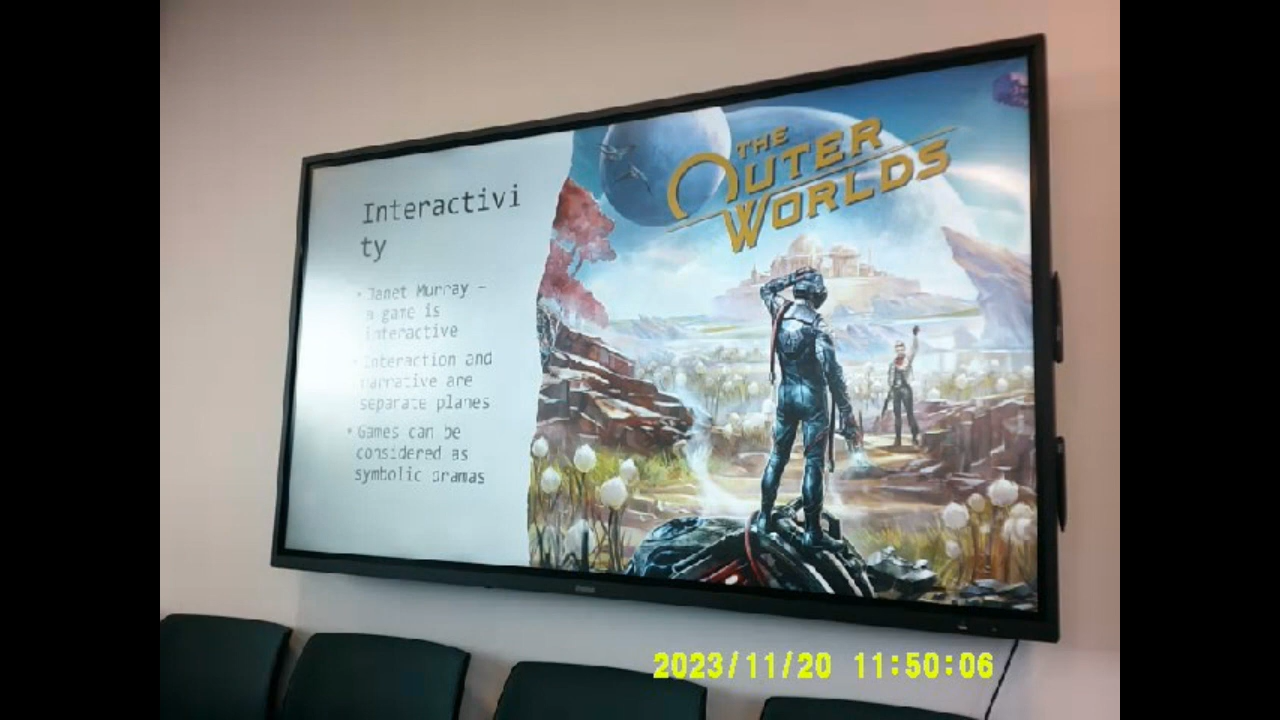 Interactivi
ty
• Janet Murray –
a game is
interactive
• Interaction and
narrative are
separate planes
• Games can be
considered as
symbolic dramas
THE
OUTER
WORLDS
2023/11/20 11:50:06